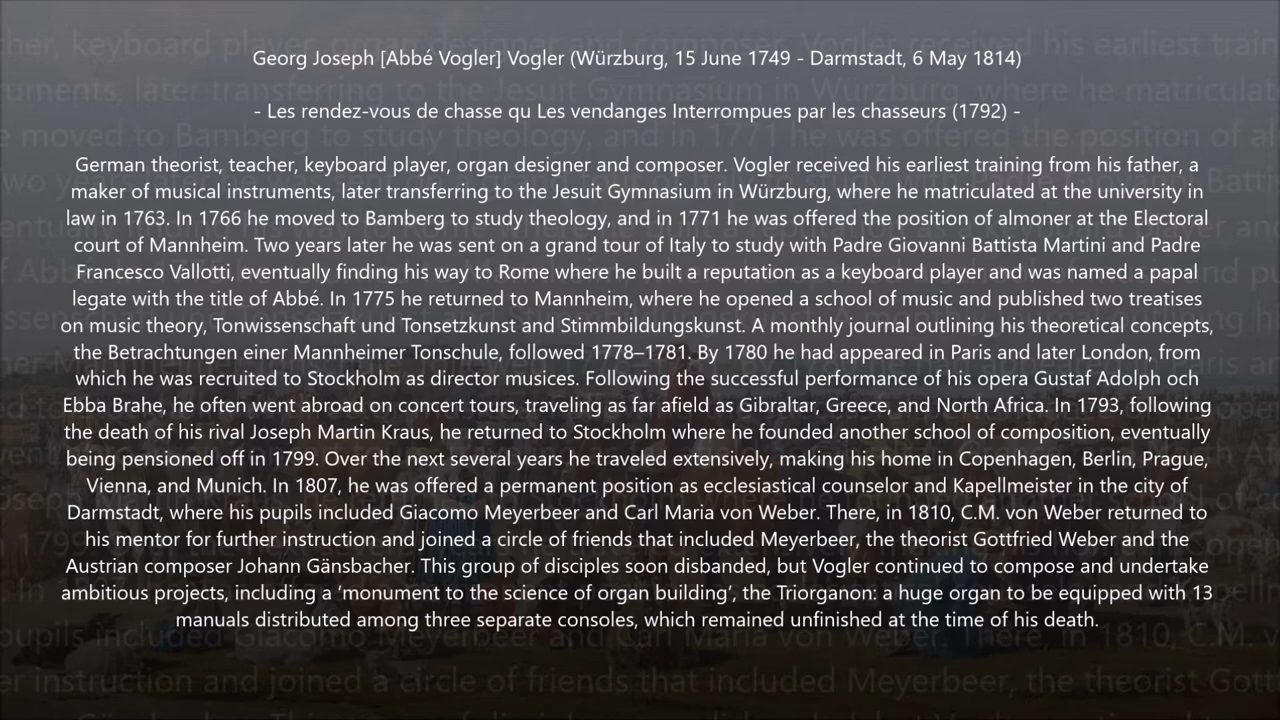 Georg Joseph [Abbé Vogler] Vogler (Würzburg, 15 June 1749 - Darmstadt, 6 May 1814)
- Les rendez-vous de chasse qu Les vendanges Interrompues par les chasseurs (1792) -
German theorist, teacher, keyboard player, organ designer and composer. Vogler received his earliest training from his father, a
maker of musical instruments, later transferring to the Jesuit Gymnasium in Würzburg, where he matriculated at the university in
law in 1763. In 1766 he moved to Bamberg to study theology, and in 1771 he was offered the position of almoner at the Electoral
court of Mannheim. Two years later he was sent on a grand tour of Italy to study with Padre Giovanni Battista Martini and Padre
Francesco Vallotti, eventually finding his way to Rome where he built a reputation as a keyboard player and was named a papal
legate with the title of Abbé. In 1775 he returned to Mannheim, where he opened a school of music and published two treatises
on music theory, Tonwissenschaft und Tonsetzkunst and Stimmbildungskunst. A monthly journal outlining his theoretical concepts,
the Betrachtungen einer Mannheimer Tonschule, followed 1778–1781. By 1780 he had appeared in Paris and later London, from
which he was recruited to Stockholm as director musices. Following the successful performance of his opera Gustaf Adolph och
Ebba Brahe, he often went abroad on concert tours, traveling as far afield as Gibraltar, Greece, and North Africa. In 1793, following
the death of his rival Joseph Martin Kraus, he returned to Stockholm where he founded another school of composition, eventually
being pensioned off in 1799. Over the next several years he traveled extensively, making his home in Copenhagen, Berlin, Prague,
Vienna, and Munich. In 1807, he was offered a permanent position as ecclesiastical counselor and Kapellmeister in the city of
Darmstadt, where his pupils included Giacomo Meyerbeer and Carl Maria von Weber. There, in 1810, C.M. von Weber returned to
his mentor for further instruction and joined a circle of friends that included Meyerbeer, the theorist Gottfried Weber and the
Austrian composer Johann Gänsbacher. This group of disciples soon disbanded, but Vogler continued to compose and undertake
ambitious projects, including a ‘monument to the science of organ building’, the Triorganon: a huge organ to be equipped with 13
manuals distributed among three separate consoles, which remained unfinished at the time of his death.